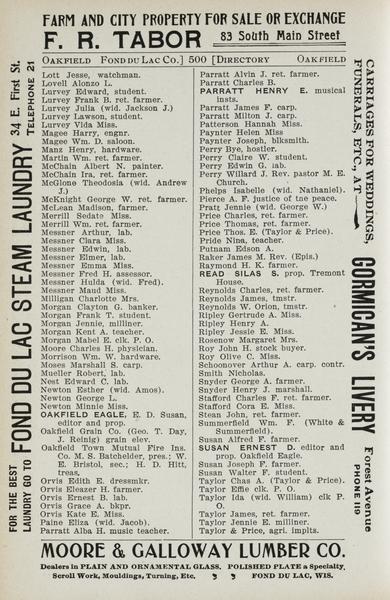 FARM AND CITY PROPERTY FOR SALE OR EXCHANGE
F. R. TABOR 83 South Main Street
OAKFIELD FOND DU LAC CO.] 500 [DIRECTORY OAKFIELD
FOR THE BEST
LAUNDRY GO TO
FOND DU LAC STEAM LAUNDRY
34 E. First St.
TELEPHONE 21
Lott Jesse, watchman.
Lovell Alonzo L.
Lurvey Edward, student.
Lurvey Frank B. ret. farmer.
Lurvey Julia (wid. Jackson J.)
Lurvey Lawson, student.
Lurvey Vida Miss.
Magee Harry, engnr.
Magee Wm. D. saloon.
Manz Henry, hardware.
Martin Wm. ret. farmer.
McChain Albert N. painter.
McChain Ira, ret. farmer.
McGlone Theodosia (wid. Andrew
J.)
McKnight George W. ret. farmer.
McLean Madison, farmer.
Merrill Sedate Miss.
Merrill Wm. ret. farmer.
Messner Arthur, lab.
Messner Clara Miss.
Messner Edwin, lab.
Messner Elmer, lab.
Messner Emma Miss.
Messner Fred H. assessor.
Messner Hulda (wid. Fred).
Messner Maud Miss.
Milligan Charlotte Mrs.
Morgan Clayton G. banker.
Morgan Frank T. student.
Morgan Jennie, milliner.
Morgan Kent A. teacher.
Morgan Mabel E. clk. P. O.
Moore Charles H. physician.
Morrison Wm. W. hardware.
Moses Marshall S. carp.
Mueller Robert, lab.
Nest Edward C. lab.
Newton Esther (wid. Amos).
Newton George L.
Newton Minnie Miss.
OAKFIELD EAGLE, E. D. Susan,
editor and prop.
Oakfield Grain Co. (Geo. T. Day,
J. Reinig) grain elev.
Oakfield Town Mutual Fire Ins.
Co. M. S. Batchelder, pres.; W.
E. Bristol, sec.; H. D. Hitt,
treas.
Orvis Edith E. dressmkr.
Orvis Eleazer H. farmer.
Orvis Ernest B. lab.
Orvis Grace A. bkpr.
Orvis Kate E. Miss.
Paine Eliza (wid. Jacob).
Parratt Alba H. music teacher.
Parratt Alvin J. ret. farmer.
Parratt Charles B.
PARRATT HENRY E. musical
insts.
Parratt James F. carp.
Parratt Milton J. carp.
Patterson Hannah Miss.
Paynter Helen Miss
Paynter Joseph, blksmith.
Perry Bye, hostler.
Perry Claire W. student.
Perry Edwin G. lab.
Perry Willard J. Rev. pastor M. E.
Church.
Phelps Isabelle (wid. Nathaniel).
Pierce A. F. justice of the peace.
Pratt Jennie (wid. George W.)
Price Charles, ret. farmer.
Price Thomas, ret. farmer.
Price Thos. E. (Taylor & Price).
Pride Nina, teacher.
Putnam Edson A.
Raker James M. Rev. (Epis.)
Raymond H. K. farmer.
READ SILAS S. prop. Tremont
House.
Reynolds Charles, ret. farmer.
Reynolds James, tmstr.
Reynolds W. Orion, tmstr.
Ripley Gertrude A. Miss.
Ripley Henry A.
Ripley Jessie E. Miss.
Rosenow Margaret Mrs.
Roy John H. stock buyer.
Roy Olive C. Miss.
Schoonover Arthur A. carp. contr.
Smith Nicholas.
Snyder George A. farmer.
Snyder Henry J. marshall.
Stafford Charles F. ret. farmer.
Stafford Cora E. Miss.
Stean John, ret. farmer.
Summerfield Wm. F. (White &
Summerfield).
Susan Alfred F. farmer.
SUSAN ERNEST D. editor and
prop. Oakfield Eagle.
Susan Joseph F. farmer.
Susan Walter F. student.
Taylor Chas A. (Taylor & Price).
Taylor Effie clk. P. O.
Taylor Ida (wid. William) clk P.
O.
Taylor James, ret. farmer.
Taylor Jennie E. milliner.
Taylor & Price, agri. implts.
CARRIAGES FOR WEDDINGS,
FUNERALS, ETC., AT
GORMICAN'S LIVERY
Forest Avenue
PHONE 119
MOORE & GALLOWAY LUMBER CO.
Dealers in PLAIN AND ORNAMENTAL GLASS. POLISHED PLATE a Specialty.
Scroll Work, Mouldings, Turning, Etc. FOND DU LAC, WIS.